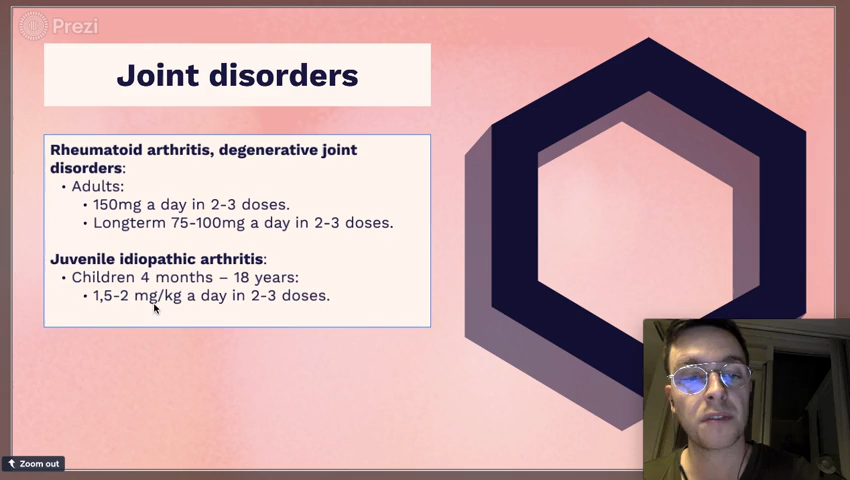 Prezi
Joint disorders
Rheumatoid arthritis, degenerative joint
disorders:
• Adults:
• 150mg a day in 2-3 doses.
• Longterm 75-100mg a day in 2-3 doses.
Juvenile idiopathic arthritis:
• Children 4 months – 18 years:
• 1,5-2 mg/kg a day in 2-3 doses.
Zoom out